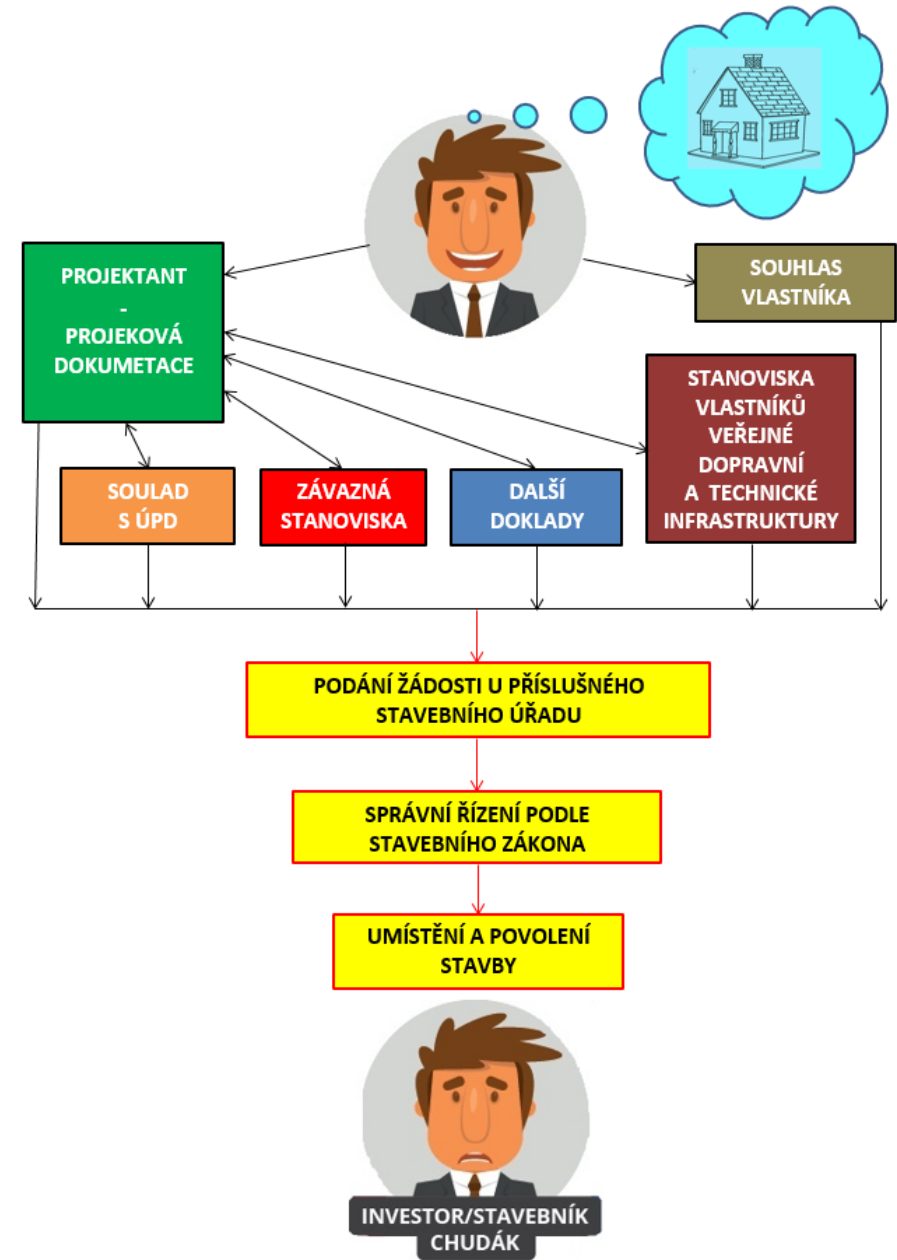 PROJEKTANT
-
PROJEKOVÁ
DOKUMETACE
SOUHLAS
VLASTNÍKA
STANOVISKA
VLASTNÍKŮ
VEŘEJNÉ
DOPRAVNÍ
A TECHNICKÉ
INFRASTRUKTURY
SOULAD
S ÚPD
ZÁVAZNÁ
STANOVISKA
DALŠÍ
DOKLADY
PODÁNÍ ŽÁDOSTI U PŘÍSLUŠNÉHO
STAVEBNÍHO ÚŘADU
SPRÁVNÍ ŘÍZENÍ PODLE
STAVEBNÍHO ZÁKONA
UMÍSTĚNÍ A POVOLENÍ
STAVBY
INVESTOR/STAVEBNÍK
CHUDÁK